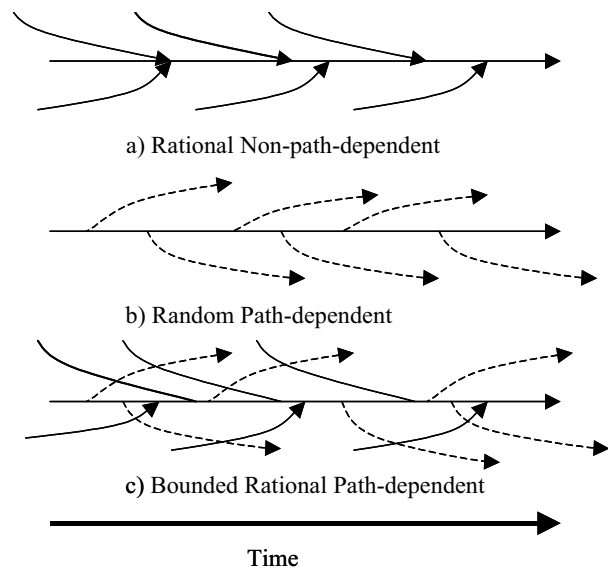 a) Rational Non-path-dependent
b) Random Path-dependent
c) Bounded Rational Path-dependent
Time